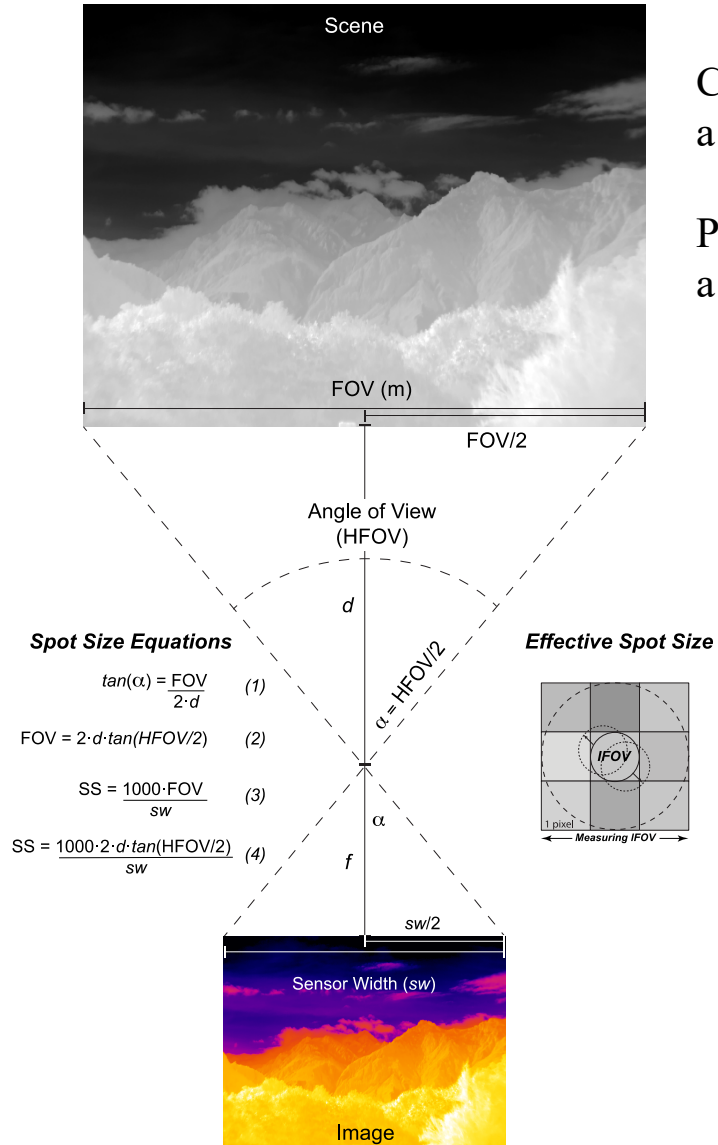 Scene
C
a
P
a
FOV (m)
FOV/2
Angle of View
(HFOV)
d
α = HFOV/2
Spot Size Equations
tan(α) = FOV / 2·d (1)
FOV = 2·d·tan(HFOV/2) (2)
SS = 1000·FOV / sw (3)
SS = 1000·2·d·tan(HFOV/2) / sw (4)
Effective Spot Size
IFOV
1 pixel
Measuring IFOV
α
f
sw/2
Sensor Width (sw)
Image